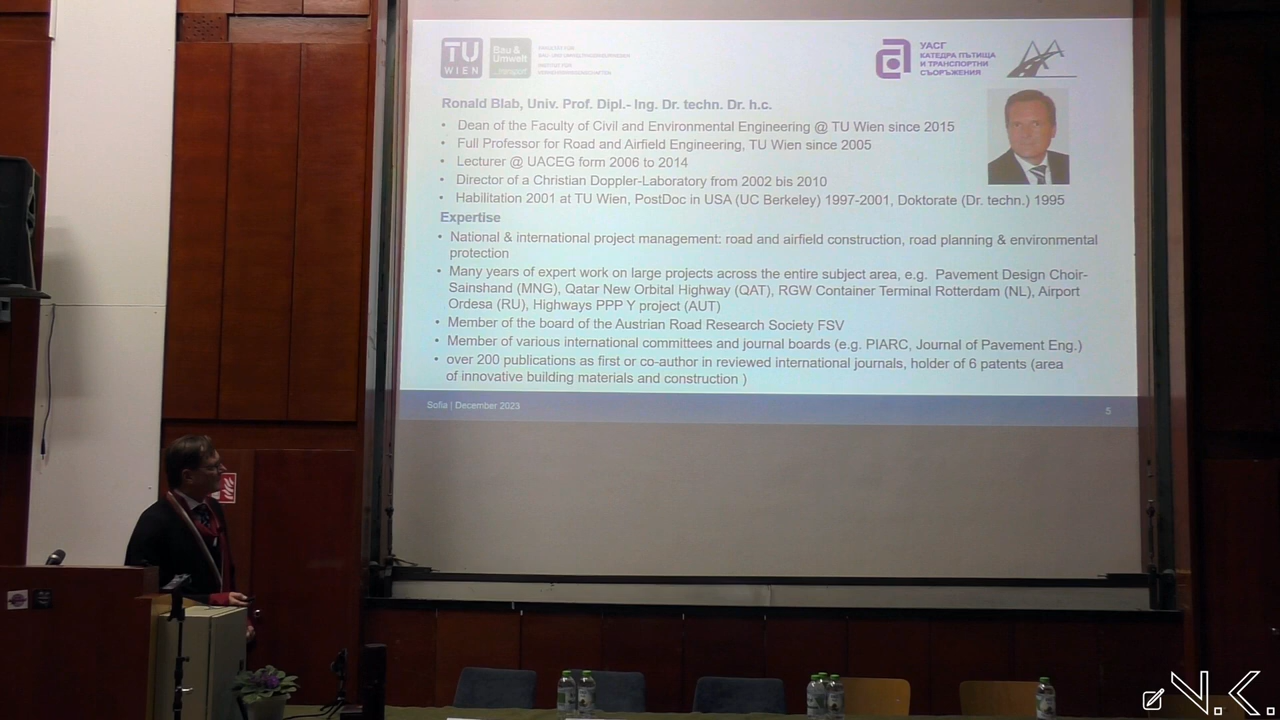 TU
WIEN
Bau &
Umwelt
УАСГ
КАТЕДРА ПЪТИЩА
И ТРАНСПОРТНИ
СЪОРЪЖЕНИЯ
Ronald Blab, Univ. Prof. Dipl.- Ing. Dr. techn. Dr. h.c.
• Dean of the Faculty of Civil and Environmental Engineering @ TU Wien since 2015
• Full Professor for Road and Airfield Engineering, TU Wien since 2005
• Lecturer @ UACEG form 2006 to 2014
• Director of a Christian Doppler-Laboratory from 2002 bis 2010
• Habilitation 2001 at TU Wien, PostDoc in USA (UC Berkeley) 1997-2001, Doktorate (Dr. techn.) 1995
Expertise
• National & international project management: road and airfield construction, road planning & environmental
protection
• Many years of expert work on large projects across the entire subject area, e.g. Pavement Design Choir-
Sainshand (MNG), Qatar New Orbital Highway (QAT), RGW Container Terminal Rotterdam (NL), Airport
Ordesa (RU), Highways PPP Y project (AUT)
• Member of the board of the Austrian Road Research Society FSV
• Member of various international committees and journal boards (e.g. PIARC, Journal of Pavement Eng.)
• over 200 publications as first or co-author in reviewed international journals, holder of 6 patents (area
of innovative building materials and construction )
Sofia | December 2023
5
N.K.